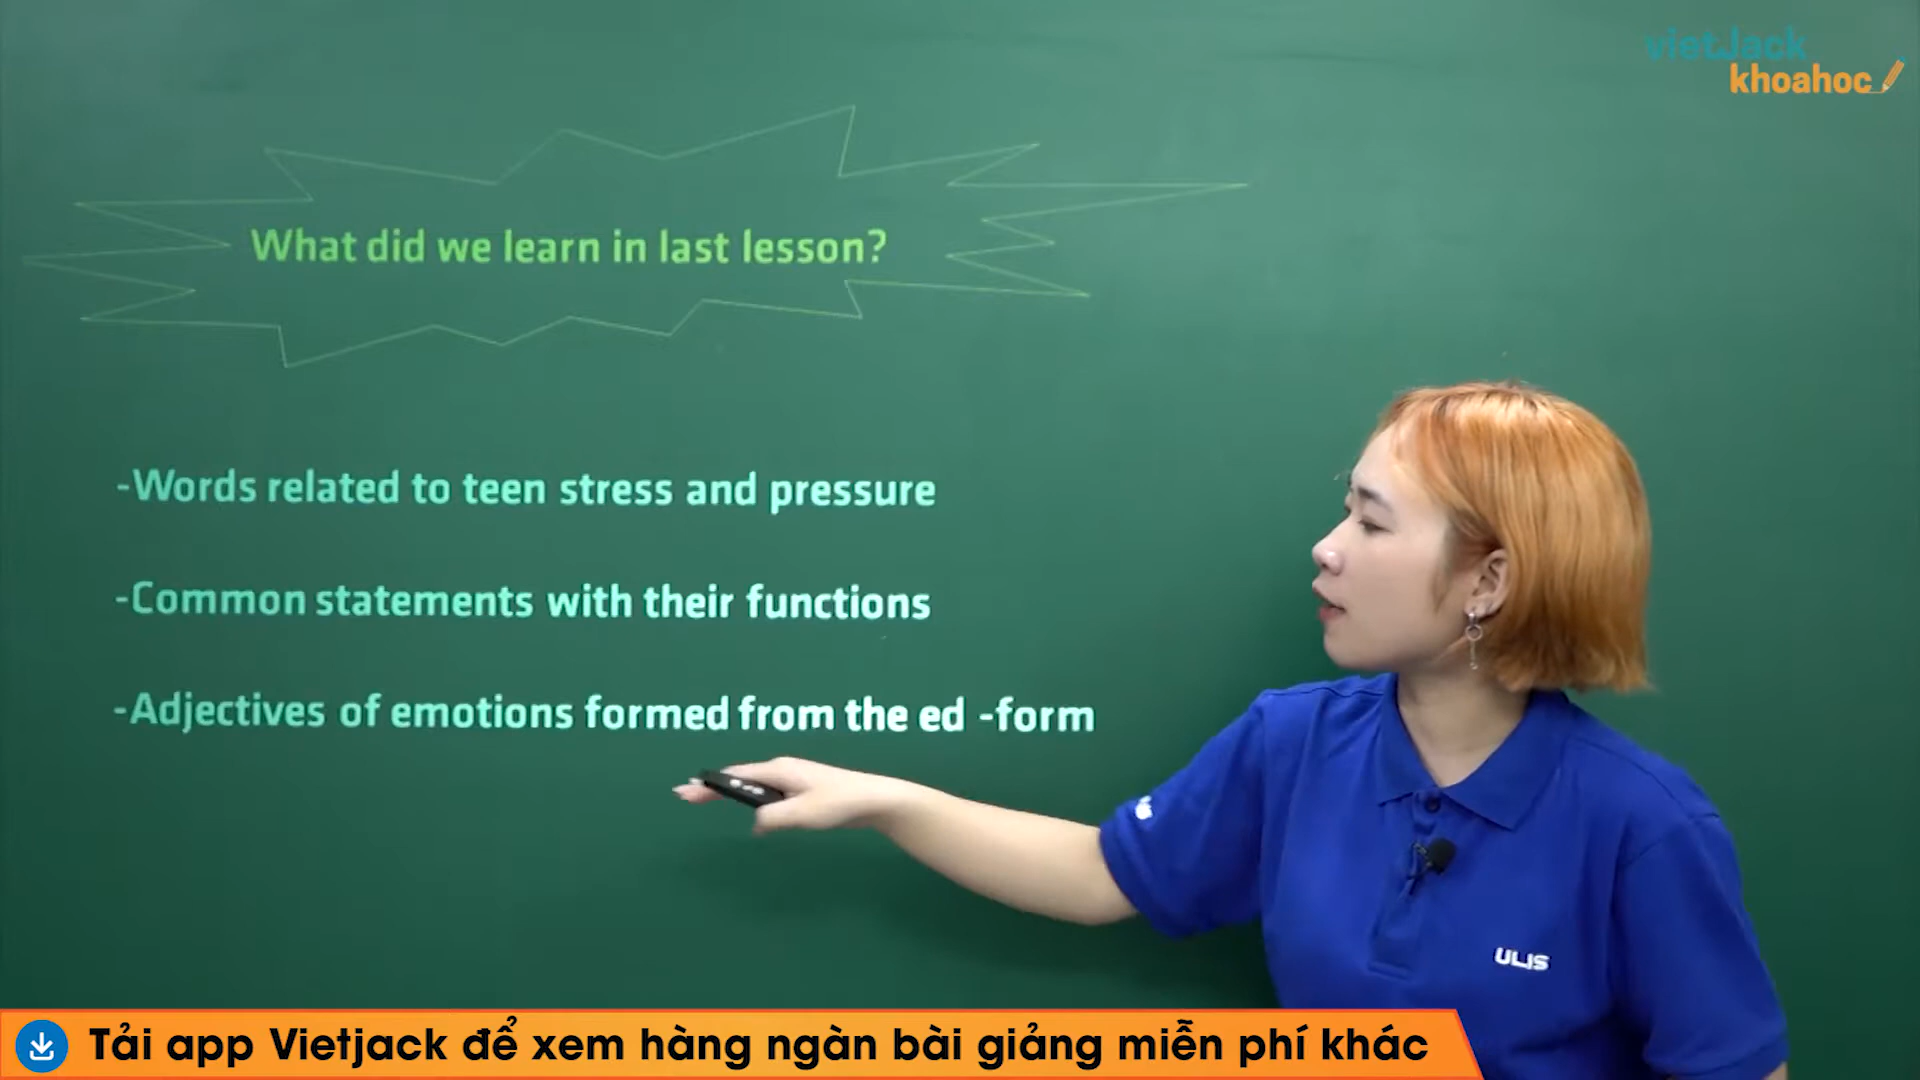 vietJack
khoahoc
What did we learn in last lesson?
-Words related to teen stress and pressure
-Common statements with their functions
-Adjectives of emotions formed from the ed -form
ULIS
Tải app Vietjack để xem hàng ngàn bài giảng miễn phí khác